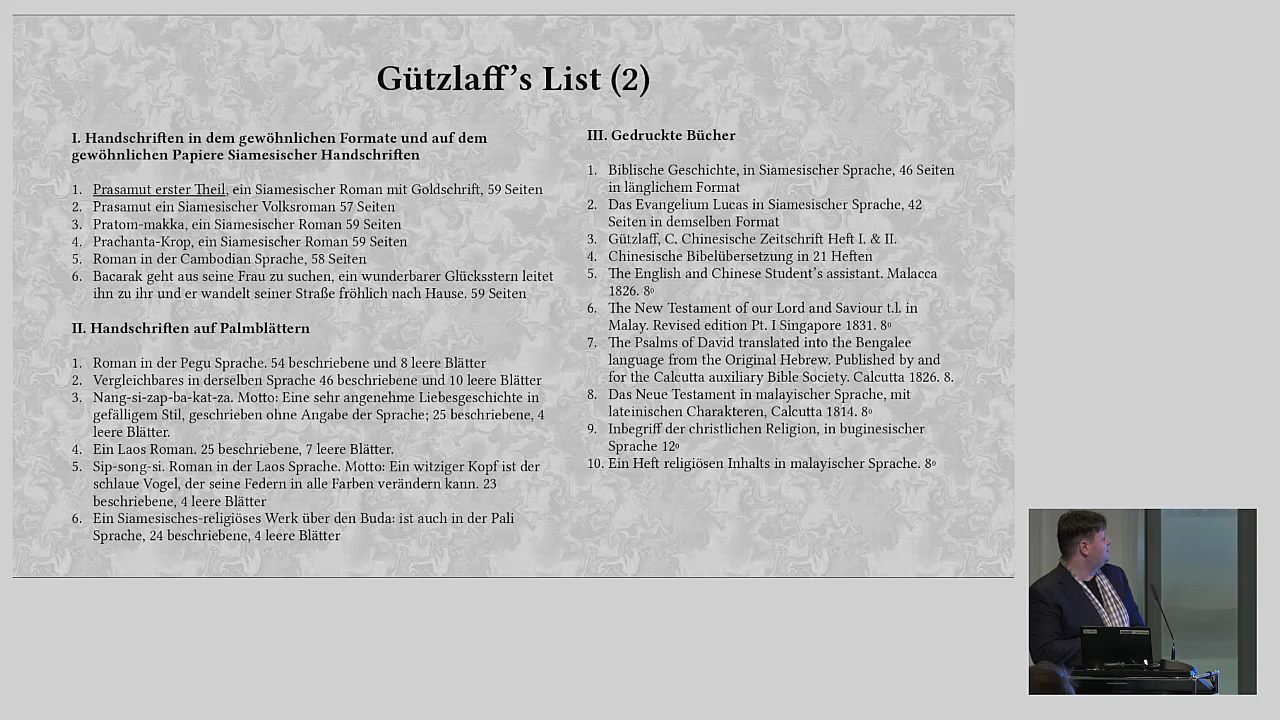 Gützlaff’s List (2)
I. Handschriften in dem gewöhnlichen Formate und auf dem
gewöhnlichen Papiere Siamesischer Handschriften
1. Prasamut erster Theil, ein Siamesischer Roman mit Goldschrift, 59 Seiten
2. Prasamut ein Siamesischer Volksroman 57 Seiten
3. Pratom-makka, ein Siamesischer Roman 59 Seiten
4. Prachanta-Krop, ein Siamesischer Roman 59 Seiten
5. Roman in der Cambodian Sprache, 58 Seiten
6. Bacarak geht aus seine Frau zu suchen, ein wunderbarer Glücksstern leitet
ihn zu ihr und er wandelt seiner Straße fröhlich nach Hause. 59 Seiten
II. Handschriften auf Palmblättern
1. Roman in der Pegu Sprache. 54 beschriebene und 8 leere Blätter
2. Vergleichbares in derselben Sprache 46 beschriebene und 10 leere Blätter
3. Nang-si-zap-ba-kat-za. Motto: Eine sehr angenehme Liebesgeschichte in
gefälligem Stil, geschrieben ohne Angabe der Sprache; 25 beschriebene, 4
leere Blätter.
4. Ein Laos Roman. 25 beschriebene, 7 leere Blätter.
5. Sip-song-si. Roman in der Laos Sprache. Motto: Ein witziger Kopf ist der
schlaue Vogel, der seine Federn in alle Farben verändern kann. 23
beschriebene, 4 leere Blätter
6. Ein Siamesisches-religiöses Werk über den Buda: ist auch in der Pali
Sprache, 24 beschriebene, 4 leere Blätter
III. Gedruckte Bücher
1. Biblische Geschichte, in Siamesischer Sprache, 46 Seiten
in länglichem Format
2. Das Evangelium Lucas in Siamesischer Sprache, 42
Seiten in demselben Format
3. Gützlaff, C. Chinesische Zeitschrift Heft I. & II.
4. Chinesische Bibelübersetzung in 21 Heften
5. The English and Chinese Student’s assistant. Malacca
1826. 8⁰
6. The New Testament of our Lord and Saviour t.l. in
Malay. Revised edition Pt. I Singapore 1831. 8⁰
7. The Psalms of David translated into the Bengalee
language from the Original Hebrew. Published by and
for the Calcutta auxiliary Bible Society. Calcutta 1826. 8.
8. Das Neue Testament in malayischer Sprache, mit
lateinischen Charakteren, Calcutta 1814. 8⁰
9. Inbegriff der christlichen Religion, in buginesischer
Sprache 12⁰
10. Ein Heft religiösen Inhalts in malayischer Sprache. 8⁰